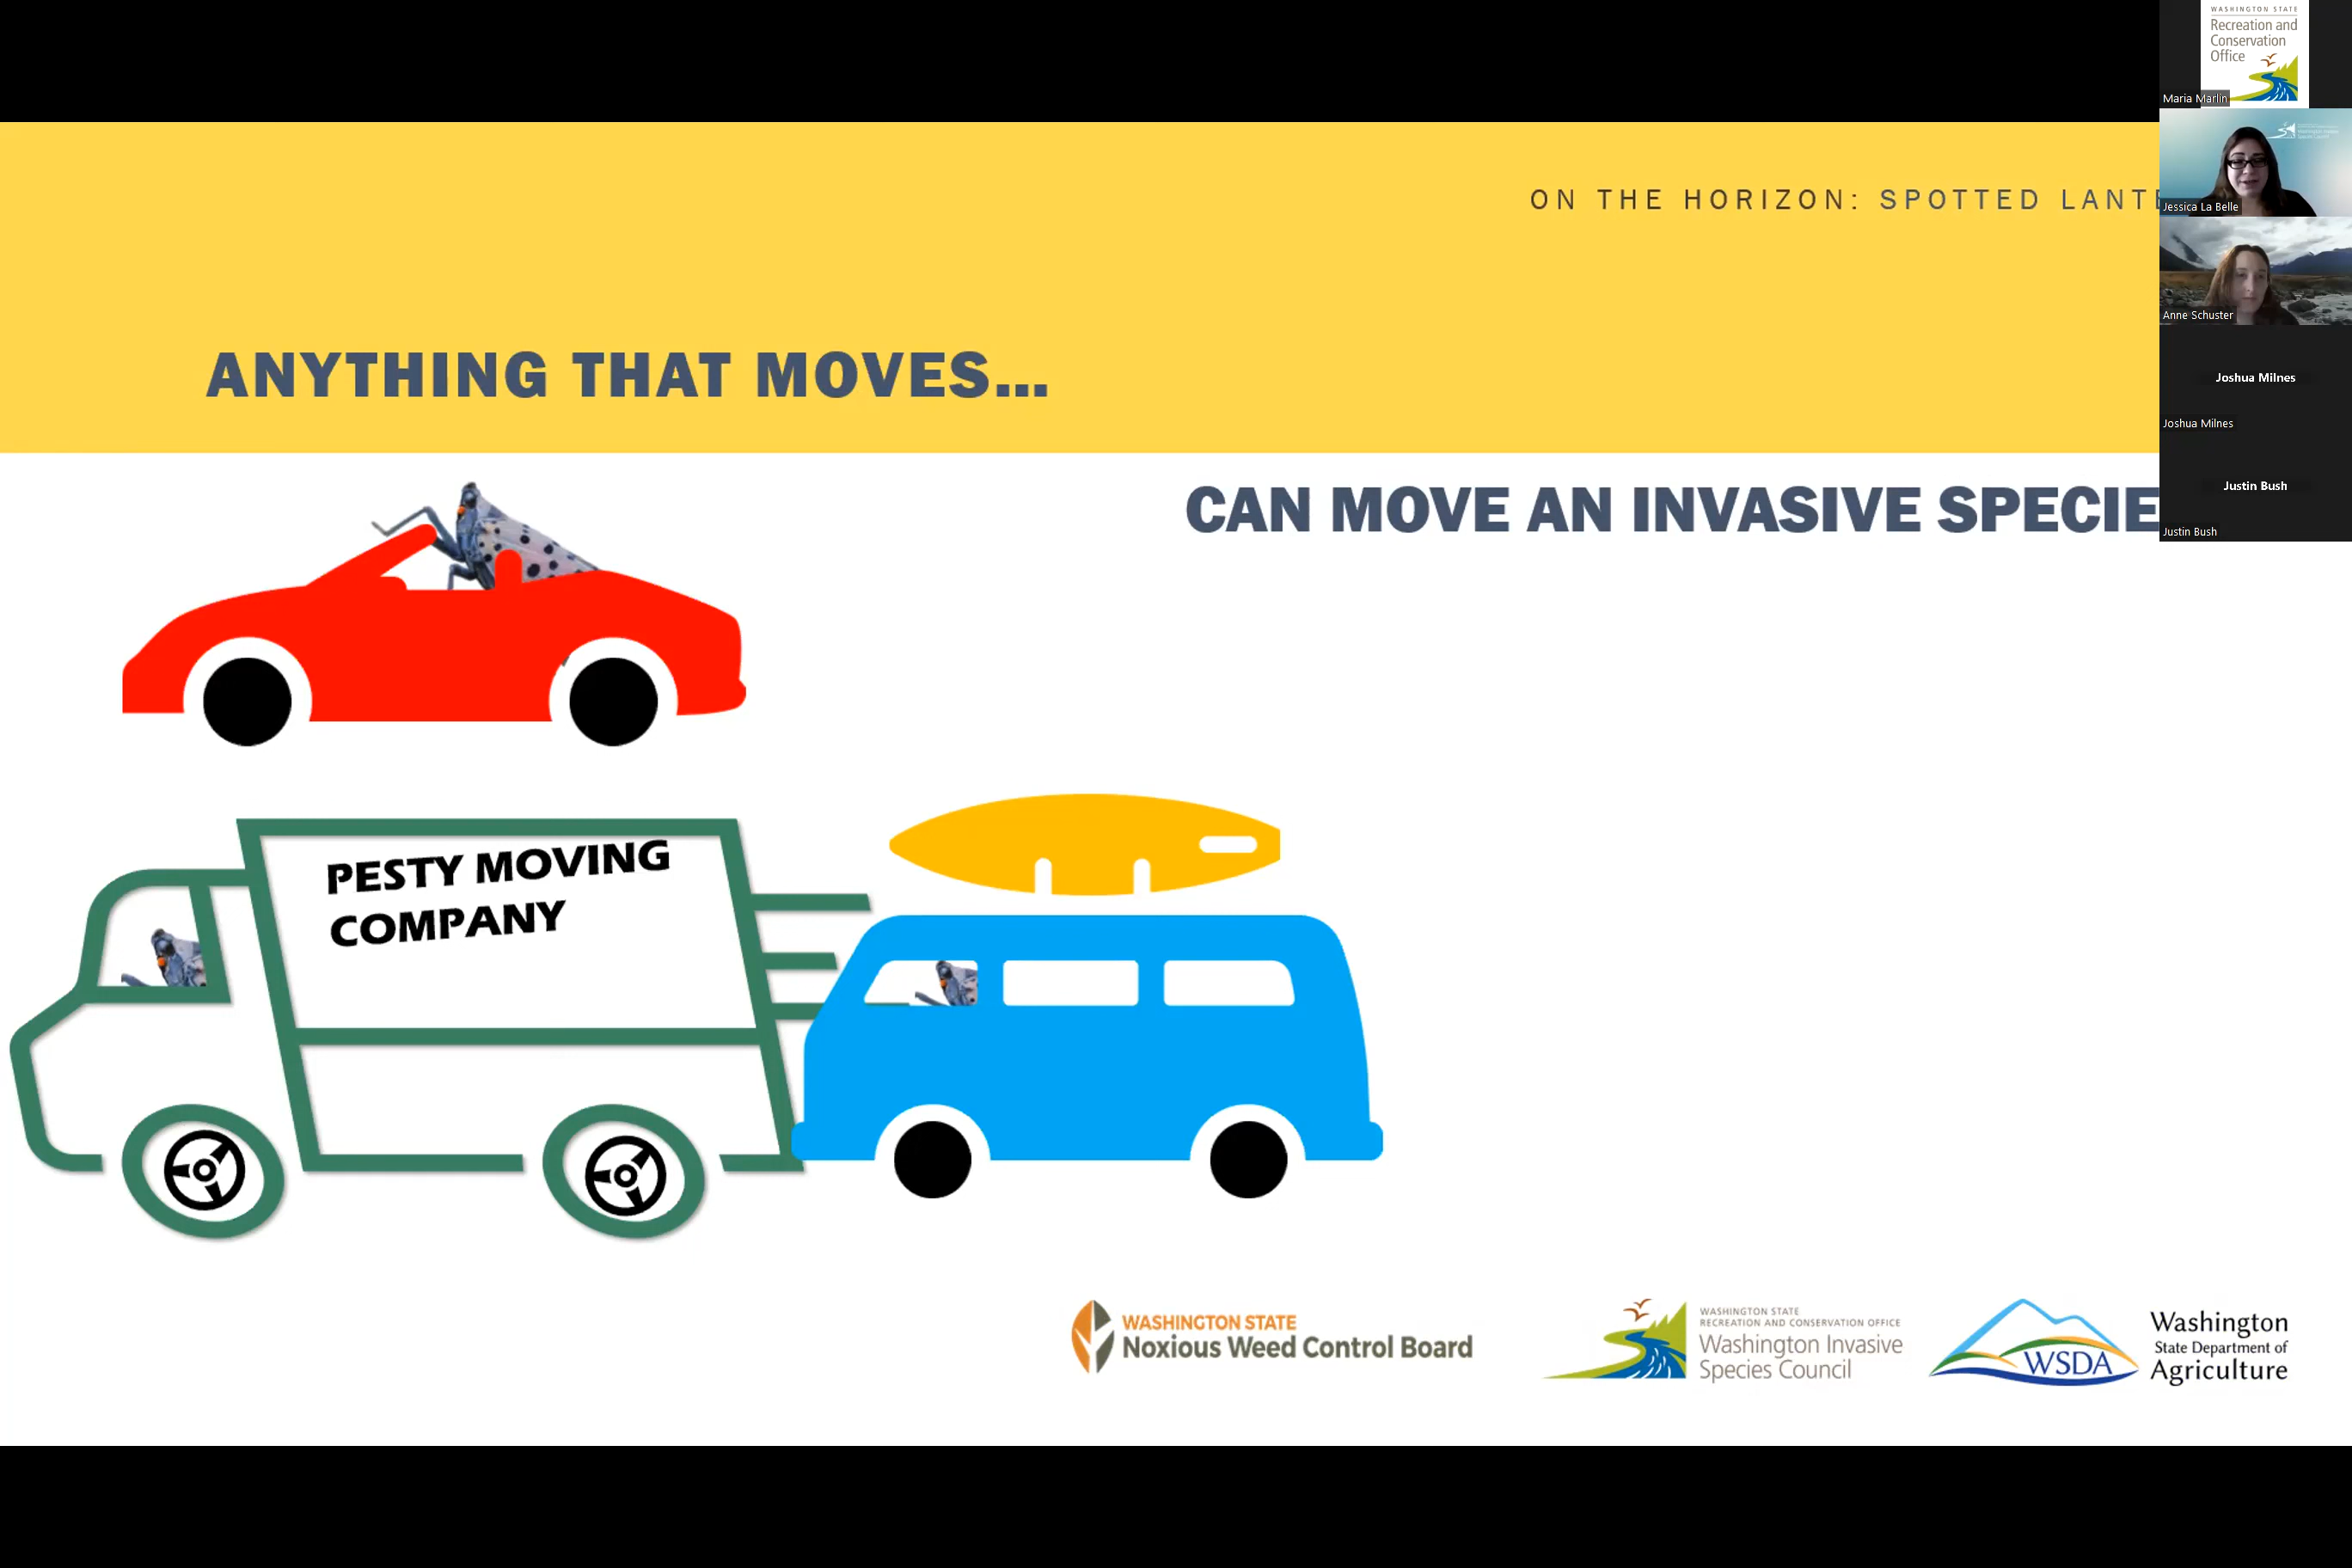 ON THE HORIZON: SPOTTED LANTE
ANYTHING THAT MOVES...
CAN MOVE AN INVASIVE SPECIE
PESTY MOVING
COMPANY
WASHINGTON STATE
Noxious Weed Control Board
WASHINGTON STATE
RECREATION AND CONSERVATION OFFICE
Washington Invasive
Species Council
WSDA
Washington
State Department of
Agriculture
WASHINGTON STATE
Recreation and
Conservation
Office
Maria Marlin
Jessica La Belle
Anne Schuster
Joshua Milnes
Joshua Milnes
Justin Bush
Justin Bush